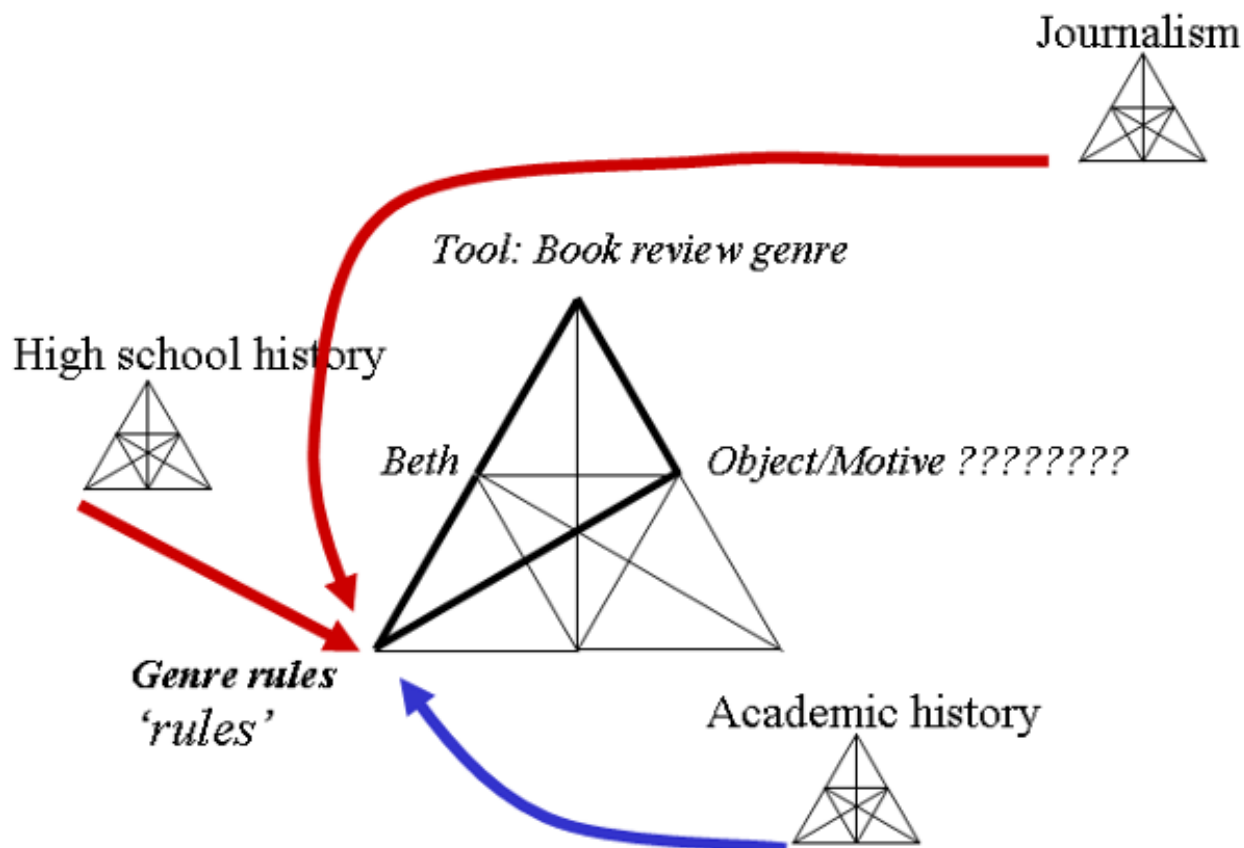 Journalism
Tool: Book review genre
High school history
Beth
Object/Motive ????????
Genre rules
‘rules’
Academic history